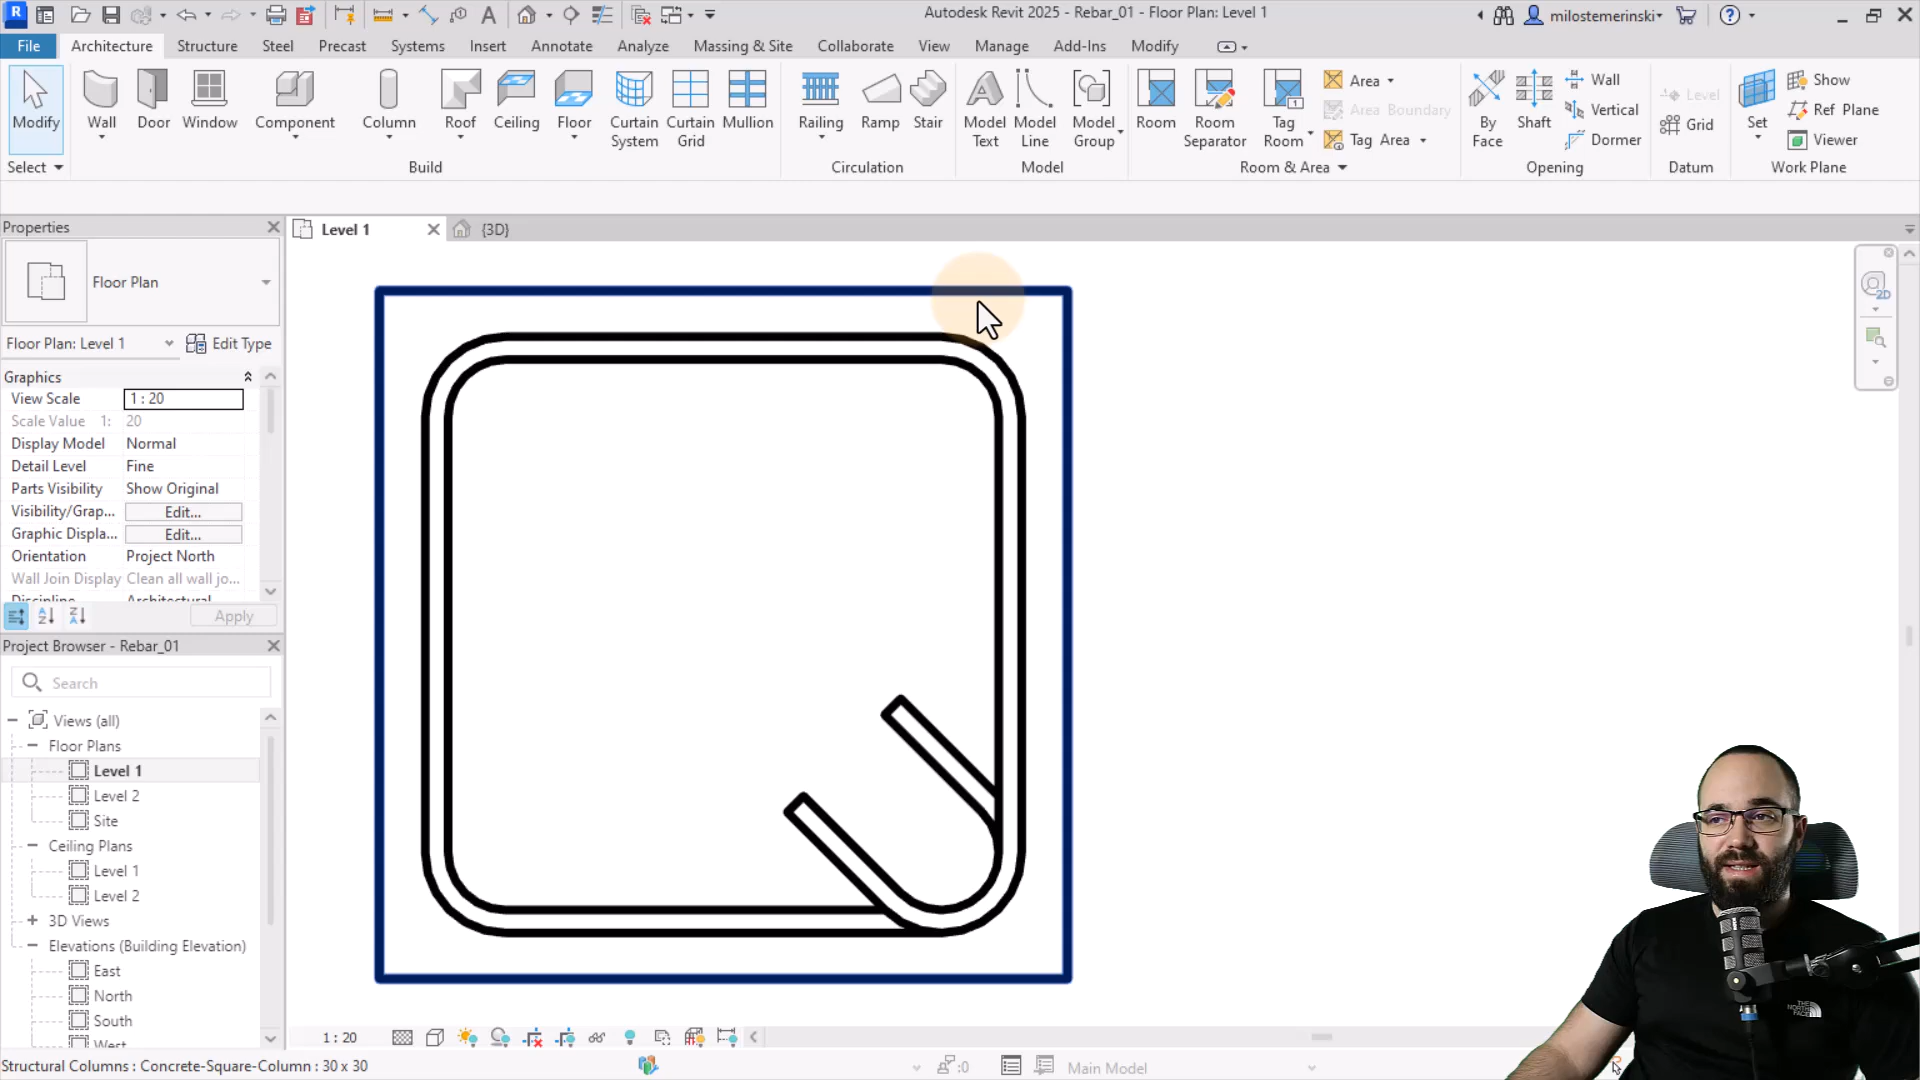 Autodesk Revit 2025 - Rebar_01 - Floor Plan: Level 1
milostemerinski
File Architecture Structure Steel Precast Systems Insert Annotate Analyze Massing & Site Collaborate View Manage Add-Ins Modify
Modify
Wall
Door
Window
Component
Column
Roof
Ceiling
Floor
Curtain System
Curtain Grid
Mullion
Railing
Ramp
Stair
Model Text
Model Line
Model Group
Room
Room Separator
Tag Room
Area
Area Boundary
Tag Area
By Face
Shaft
Wall
Vertical
Dormer
Level
Grid
Set
Show
Ref Plane
Viewer
Select
Build
Circulation
Model
Room & Area
Opening
Datum
Work Plane
Properties
Level 1
{3D}
Floor Plan
Floor Plan: Level 1
Edit Type
Graphics
View Scale 1 : 20
Scale Value 1: 20
Display Model Normal
Detail Level Fine
Parts Visibility Show Original
Visibility/Grap... Edit...
Graphic Displa... Edit...
Orientation Project North
Wall Join Display Clean all wall jo...
Discipline Architectural
Apply
Project Browser - Rebar_01
Search
Views (all)
Floor Plans
Level 1
Level 2
Site
Ceiling Plans
Level 1
Level 2
3D Views
Elevations (Building Elevation)
East
North
South
West
1 : 20
Structural Columns : Concrete-Square-Column : 30 x 30
:0
Main Model
THE NORTH FACE